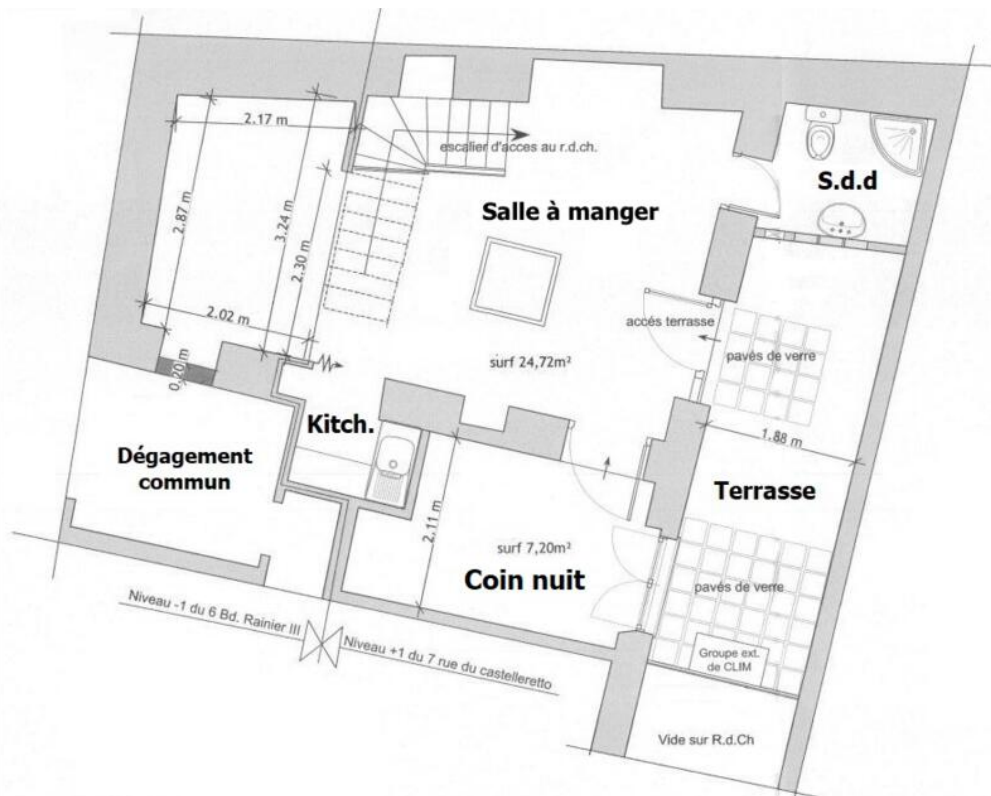 2.17 m
escalier d'acces au r.d.ch.
S.d.d
Salle à manger
2.87 m
3.24 m
2.30 m
2.02 m
accés terrasse
pavés de verre
surf 24,72m²
0,20 m
Kitch.
1.88 m
Dégagement
commun
Terrasse
2.11 m
surf 7,20m²
Coin nuit
pavés de verre
Niveau -1 du 6 Bd. Rainier III
Niveau +1 du 7 rue du castelleretto
Groupe ext.
de CLIM
Vide sur R.d.Ch